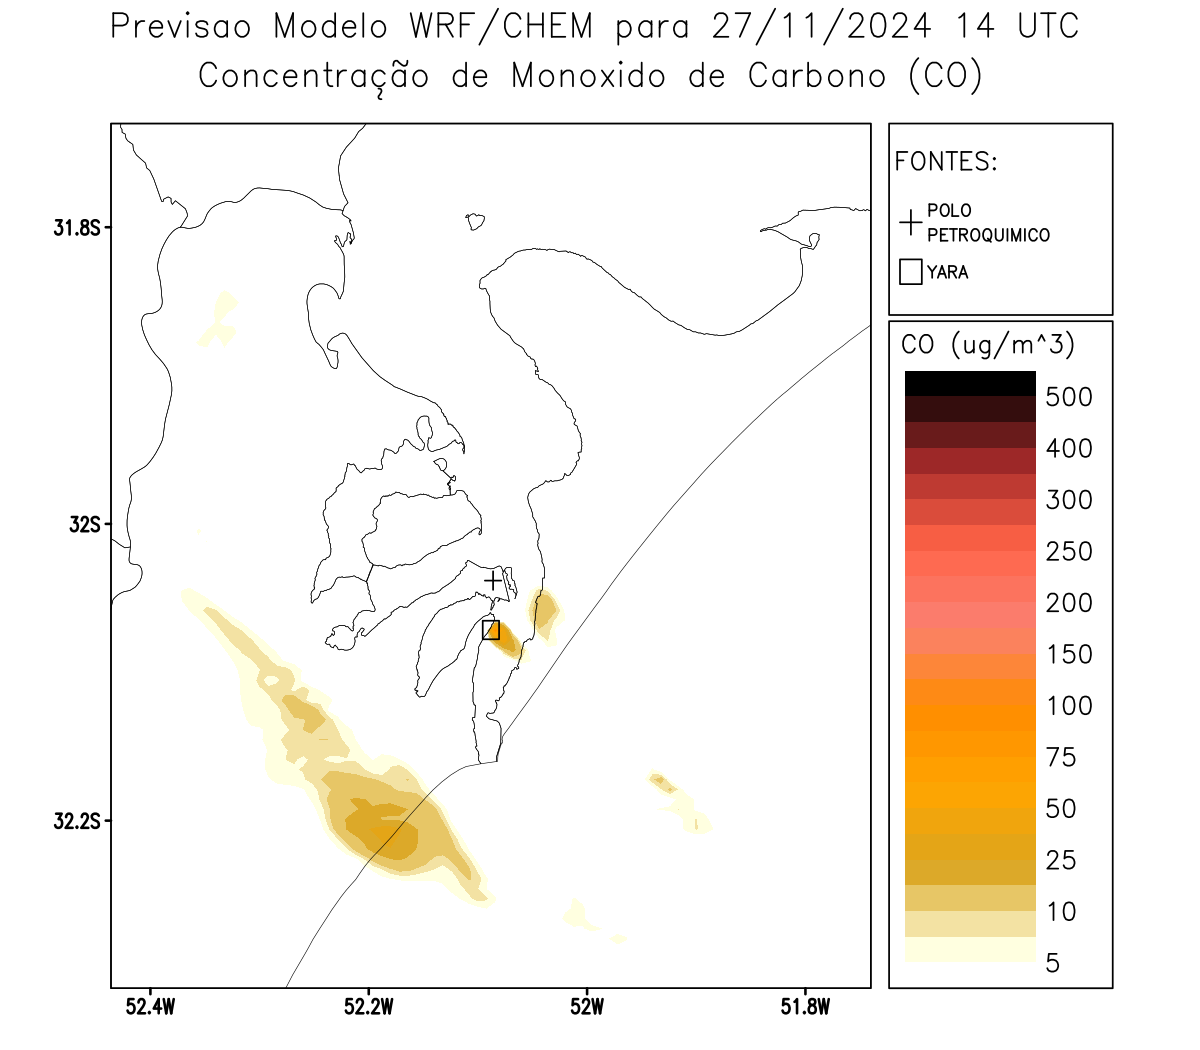 Previsao Modelo WRF/CHEM para 27/11/2024 14 UTC
Concentração de Monoxido de Carbono (CO)
FONTES:
POLO
PETROQUIMICO
YARA
CO (ug/m^3)
500
400
300
250
200
150
100
75
50
25
10
5
31.8S
32S
32.2S
52.4W
52.2W
52W
51.8W